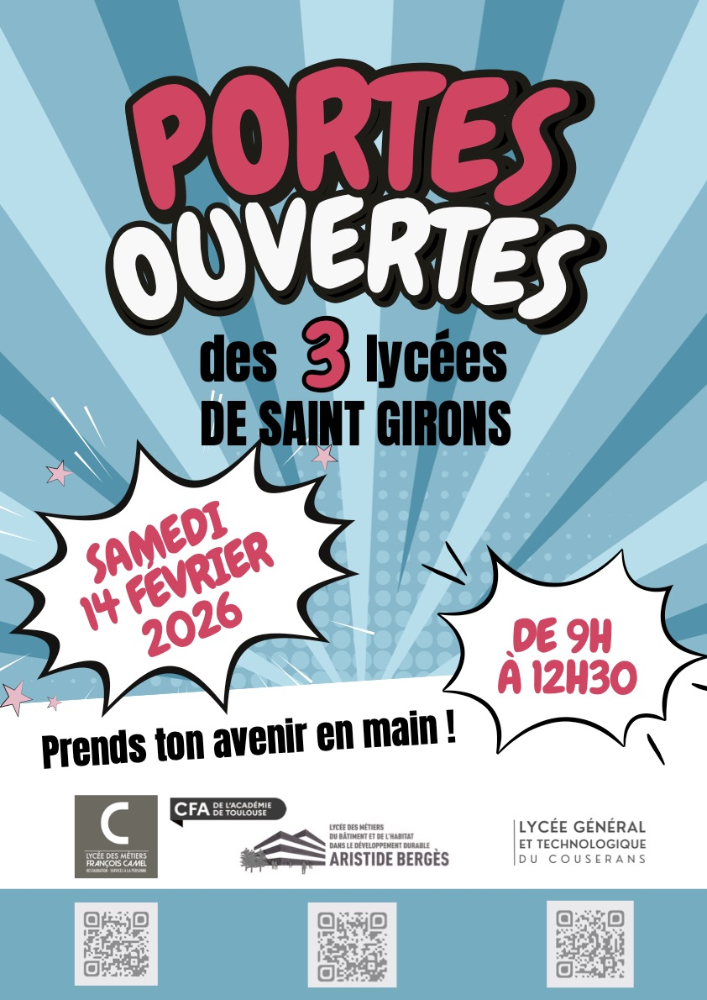 PORTES
OUVERTES
des 3 lycées
DE SAINT GIRONS
SAMEDI
14 FÉVRIER
2026
DE 9H
À 12H30
Prends ton avenir en main !
C
LYCÉE DES MÉTIERS
FRANÇOIS CAMEL
RESTAURATION - SERVICES À LA PERSONNE
CFA DE L'ACADÉMIE
DE TOULOUSE
LYCÉE DES MÉTIERS
DU BÂTIMENT ET DE L'HABITAT
DANS LE DÉVELOPPEMENT DURABLE
ARISTIDE BERGÈS
LYCÉE GÉNÉRAL
ET TECHNOLOGIQUE
DU COUSERANS